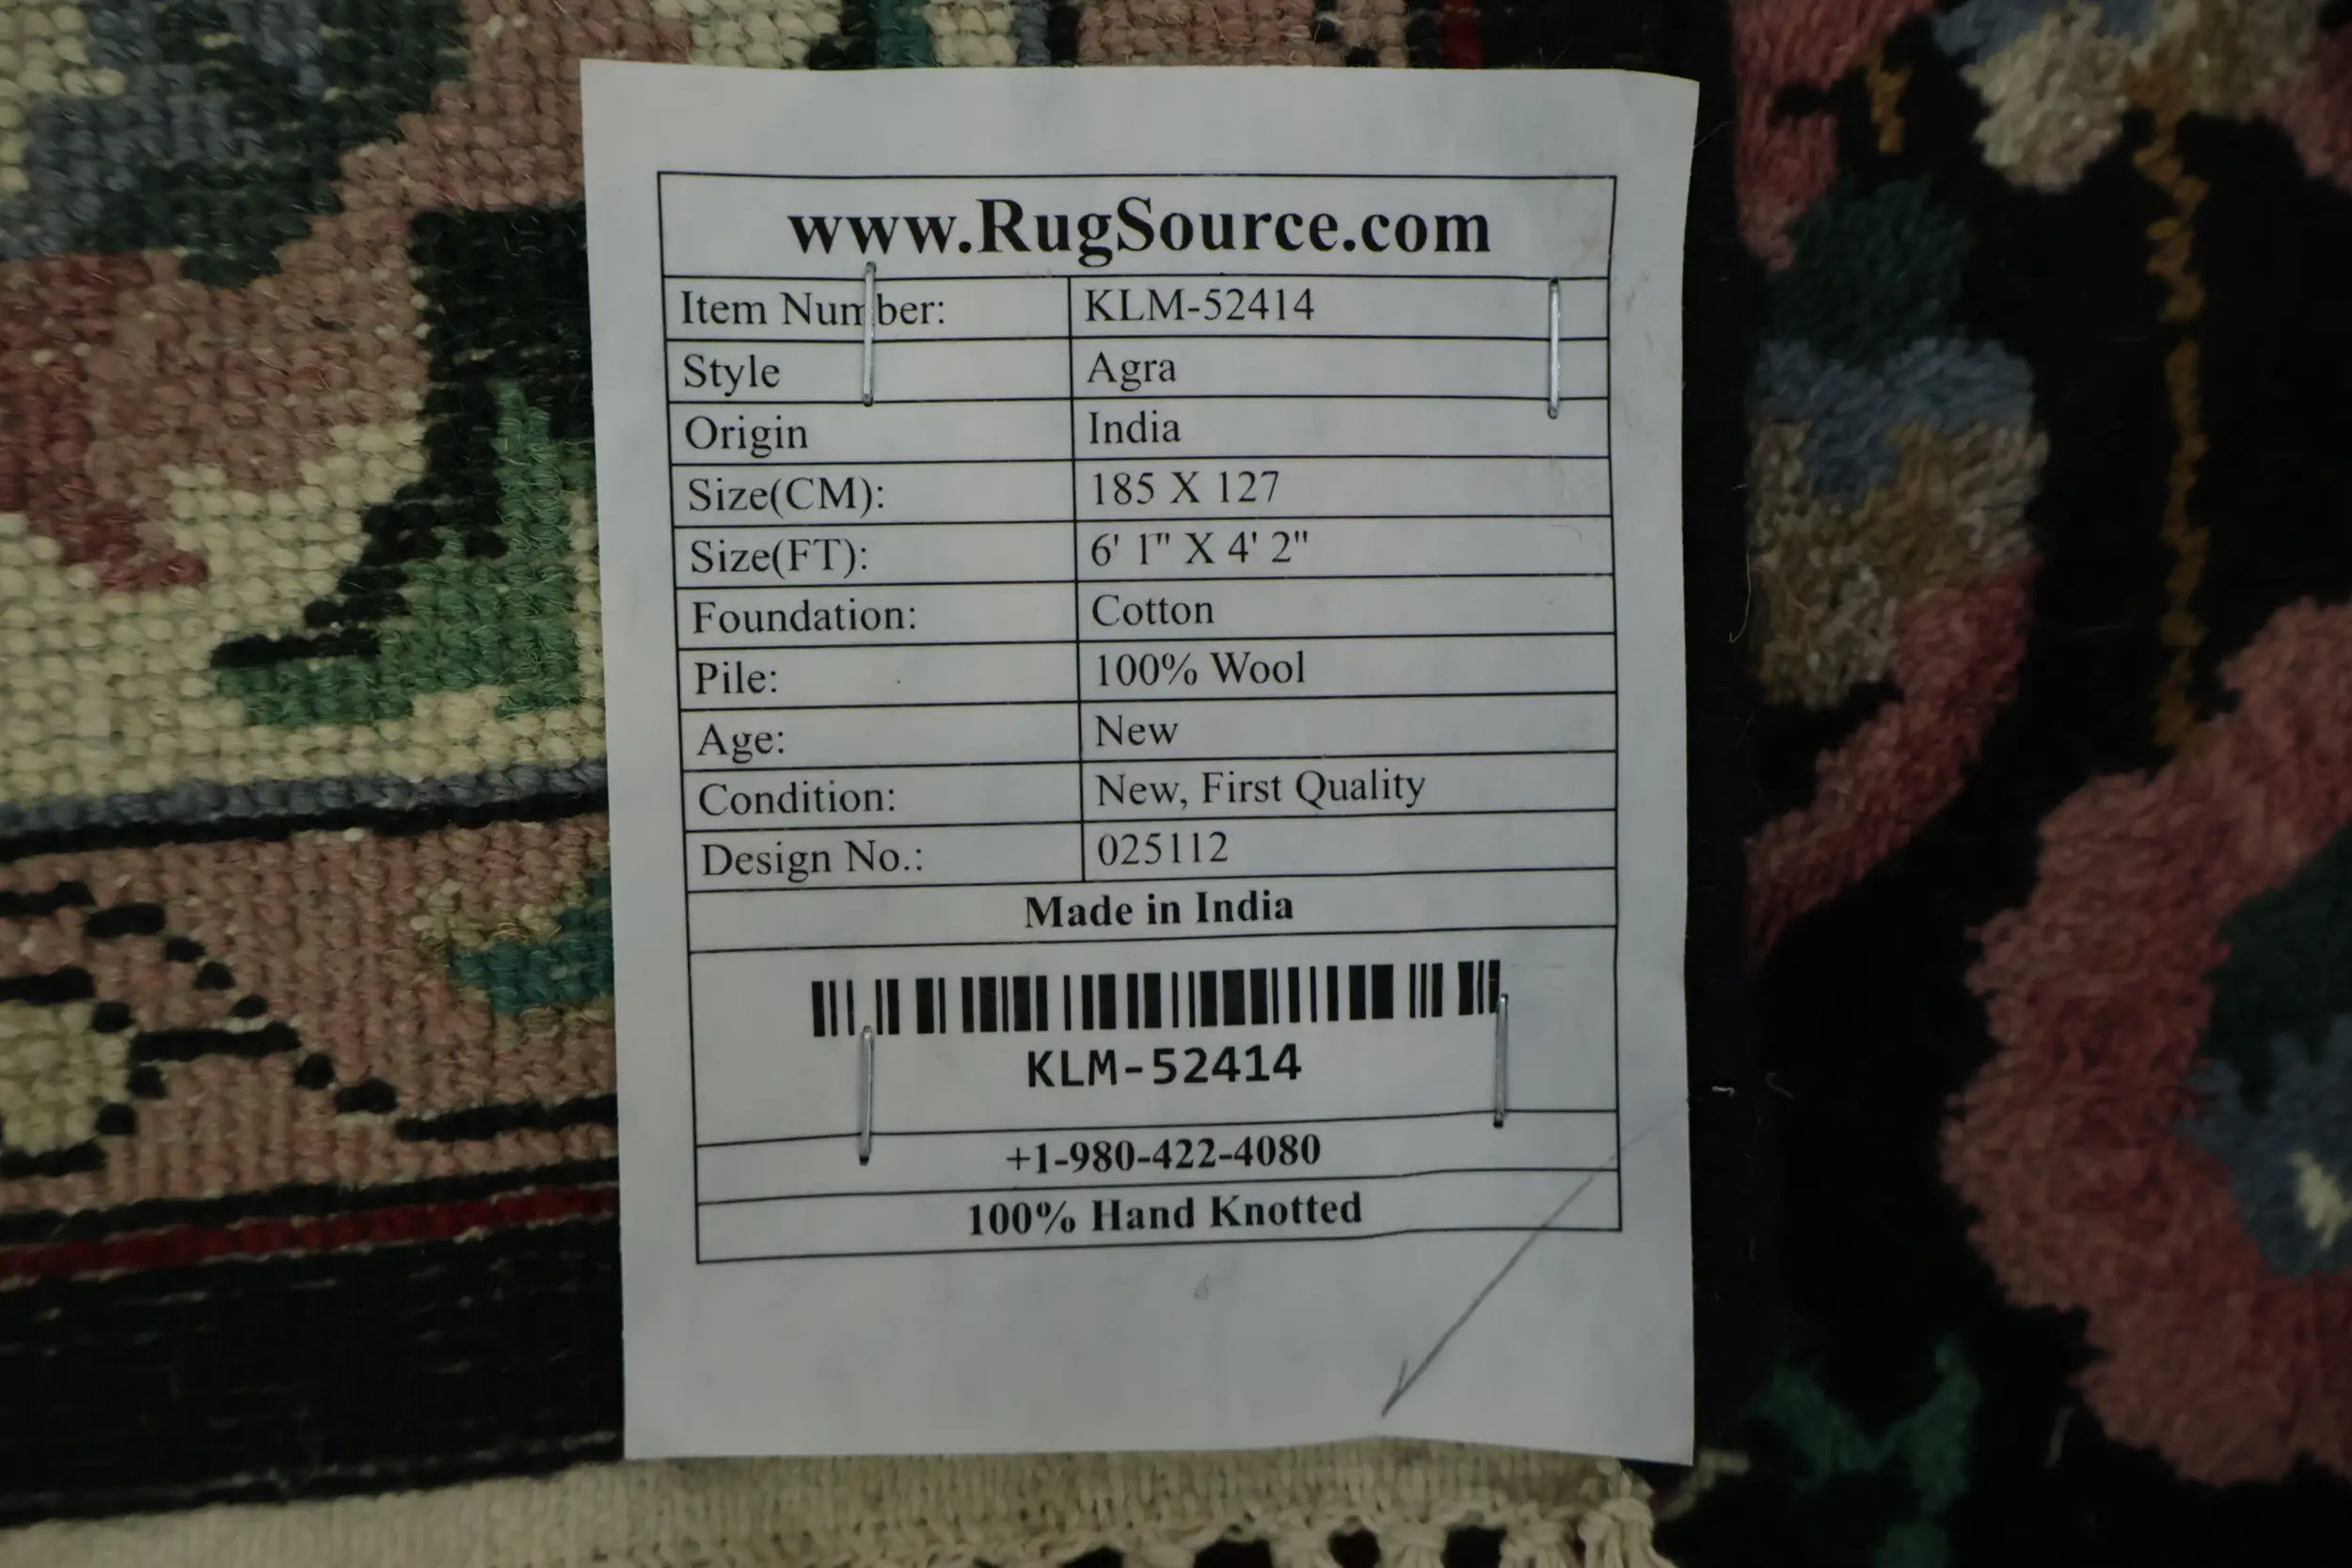 www.RugSource.com
Item Number: KLM-52414
Style Agra
Origin India
Size(CM): 185 X 127
Size(FT): 6' 1" X 4' 2"
Foundation: Cotton
Pile: 100% Wool
Age: New
Condition: New, First Quality
Design No.: 025112
Made in India
KLM-52414
+1-980-422-4080
100% Hand Knotted